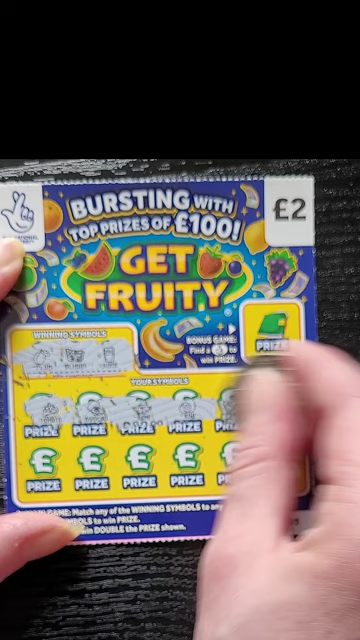 BURSTING WITH
TOP PRIZES OF £100!
£2
GET
FRUITY
WINNING SYMBOLS
BONUS GAME:
Find a to
win PRIZE.
PRIZE
YOUR SYMBOLS
PRIZE PRIZE PRIZE PRIZE
£ £ £ £ £
PRIZE PRIZE PRIZE PRIZE
GAME: Match any of the WINNING SYMBOLS to any
SYMBOLS to win PRIZE.
win DOUBLE the PRIZE shown.